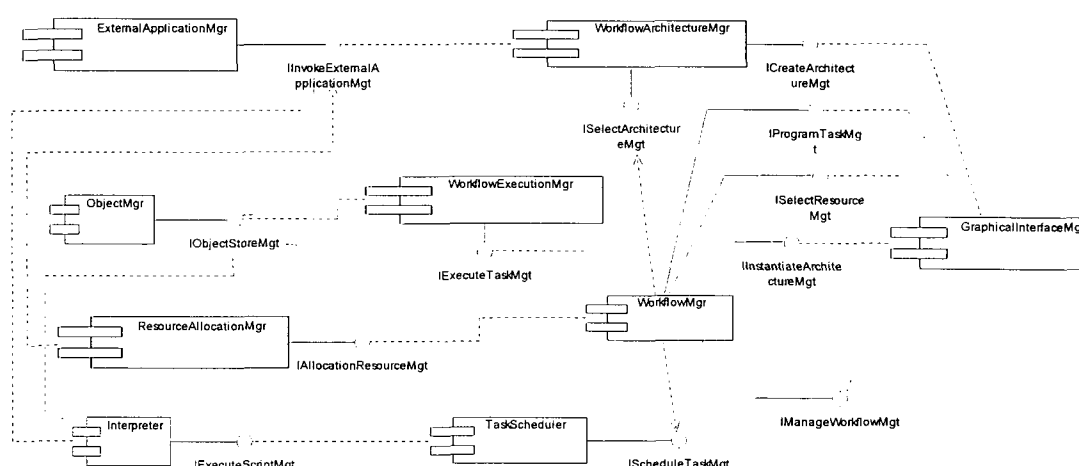 ExternalApplicationMgr
WorkflowArchitectureMgr
IInvokeExternalA
pplicationMgt
ICreateArchitect
ureMgt
ISelectArchitectur
eMgt
IProgramTaskMg
t
ISelectResource
Mgt
ObjectMgr
WorkflowExecutionMgr
GraphicalInterfaceMg
IObjectStoreMgt
IExecuteTaskMgt
IInstantiateArchite
ctureMgt
WorkflowMgr
ResourceAllocationMgr
IAllocationResourceMgt
Interpreter
TaskScheduler
IManageWorkflowMgt
IExecuteScriptMgt
IScheduleTaskMgt